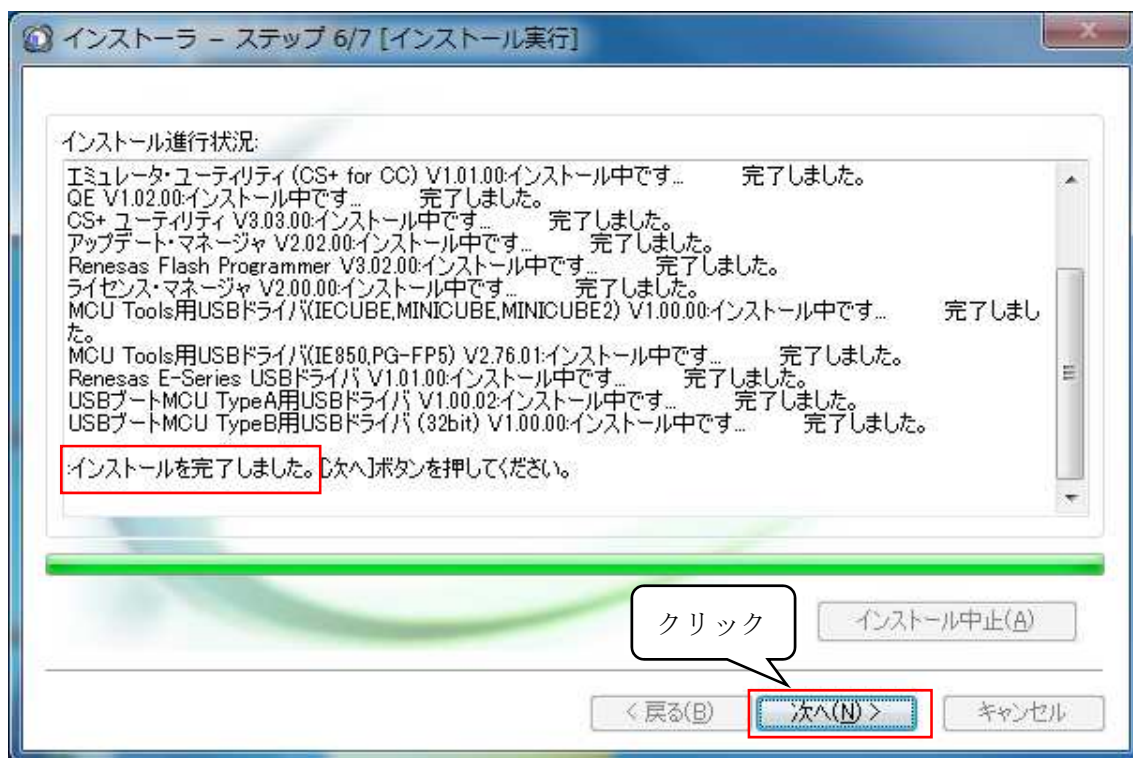 インストーラ - ステップ 6/7 [インストール実行]
インストール進行状況:
エミュレータ・ユーティリティ (CS+ for CC) V1.01.00:インストール中です... 完了しました。
QE V1.02.00:インストール中です... 完了しました。
CS+ ユーティリティ V3.03.00:インストール中です... 完了しました。
アップデート・マネージャ V2.02.00:インストール中です... 完了しました。
Renesas Flash Programmer V3.02.00:インストール中です... 完了しました。
ライセンス・マネージャ V2.00.00:インストール中です... 完了しました。
MCU Tools用USBドライバ(IECUBE,MINICUBE,MINICUBE2) V1.00.00:インストール中です... 完了しまし
た。
MCU Tools用USBドライバ(IE850,PG-FP5) V2.76.01:インストール中です... 完了しました。
Renesas E-Series USBドライバ V1.01.00:インストール中です... 完了しました。
USBブートMCU TypeA用USBドライバ V1.00.02:インストール中です... 完了しました。
USBブートMCU TypeB用USBドライバ (32bit) V1.00.00:インストール中です... 完了しました。
:インストールを完了しました。[次へ]ボタンを押してください。
クリック
インストール中止(A)
< 戻る(B) 次へ(N) > キャンセル